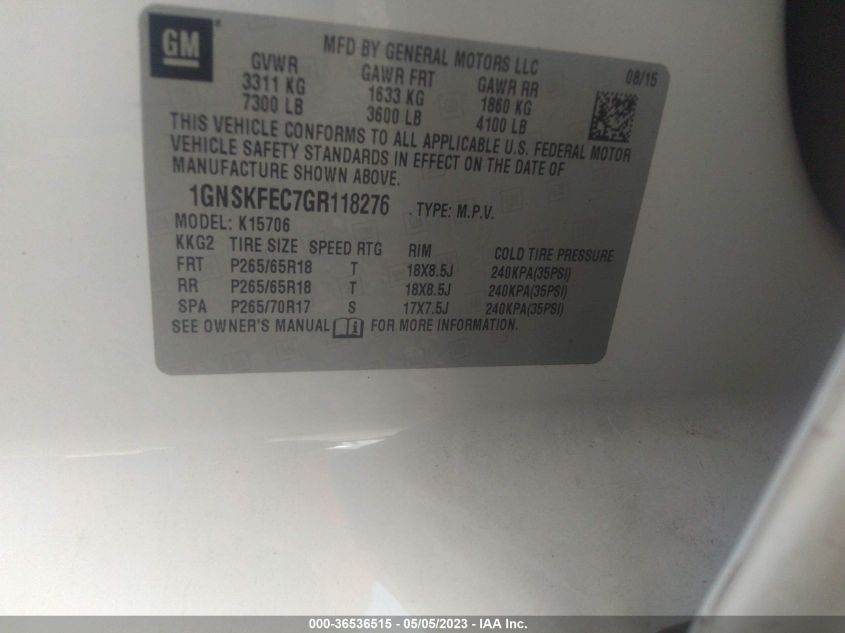 GM ®
MFD BY GENERAL MOTORS LLC
08/15
GVWR GAWR FRT GAWR RR
3311 KG 1633 KG 1860 KG
7300 LB 3600 LB 4100 LB
THIS VEHICLE CONFORMS TO ALL APPLICABLE U.S. FEDERAL MOTOR
VEHICLE SAFETY STANDARDS IN EFFECT ON THE DATE OF
MANUFACTURE SHOWN ABOVE.
1GNSKFEC7GR118276 TYPE: M.P.V.
MODEL: K15706
KKG2 TIRE SIZE SPEED RTG RIM COLD TIRE PRESSURE
FRT P265/65R18 T 18X8.5J 240KPA(35PSI)
RR P265/65R18 T 18X8.5J 240KPA(35PSI)
SPA P265/70R17 S 17X7.5J 240KPA(35PSI)
SEE OWNER'S MANUAL i FOR MORE INFORMATION.
000-36536515 - 05/05/2023 - IAA Inc.